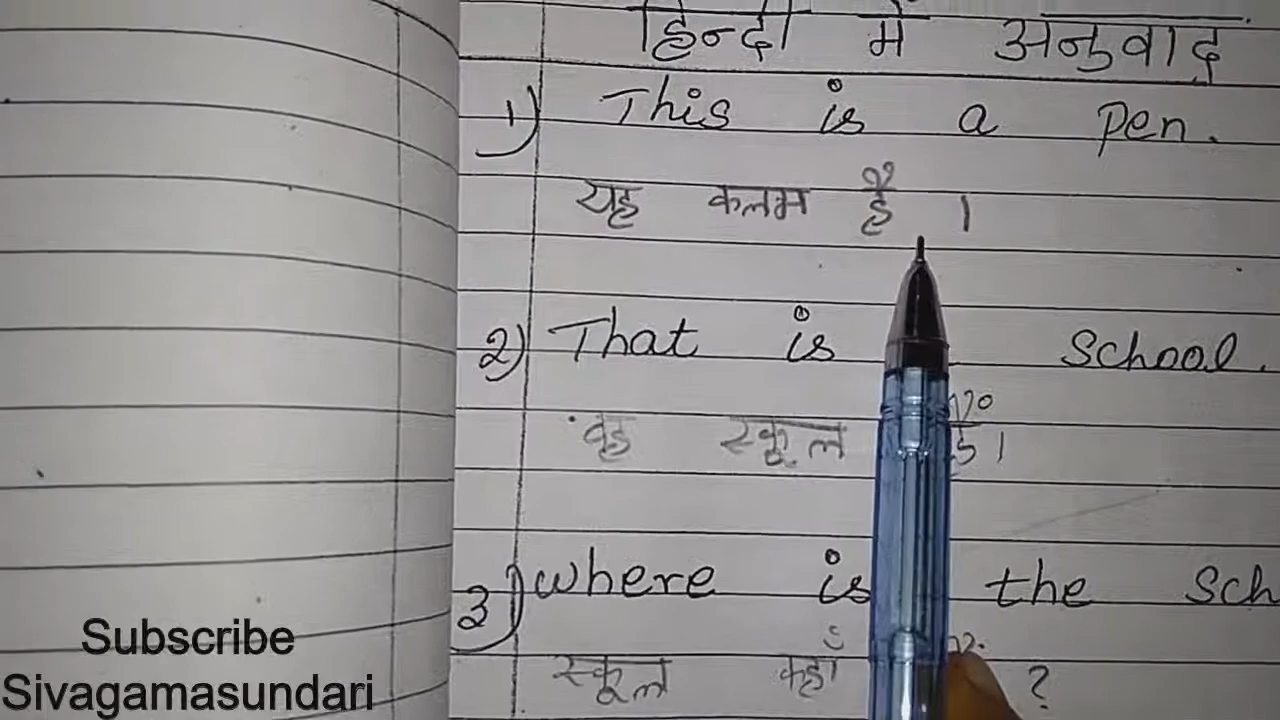 हिन्दी में अनुवाद
1) This is a pen.
यह कलम है ।
2) That is school.
वह स्कूल है ।
3) where is the Sch
स्कूल कहाँ ?
Subscribe
Sivagamasundari